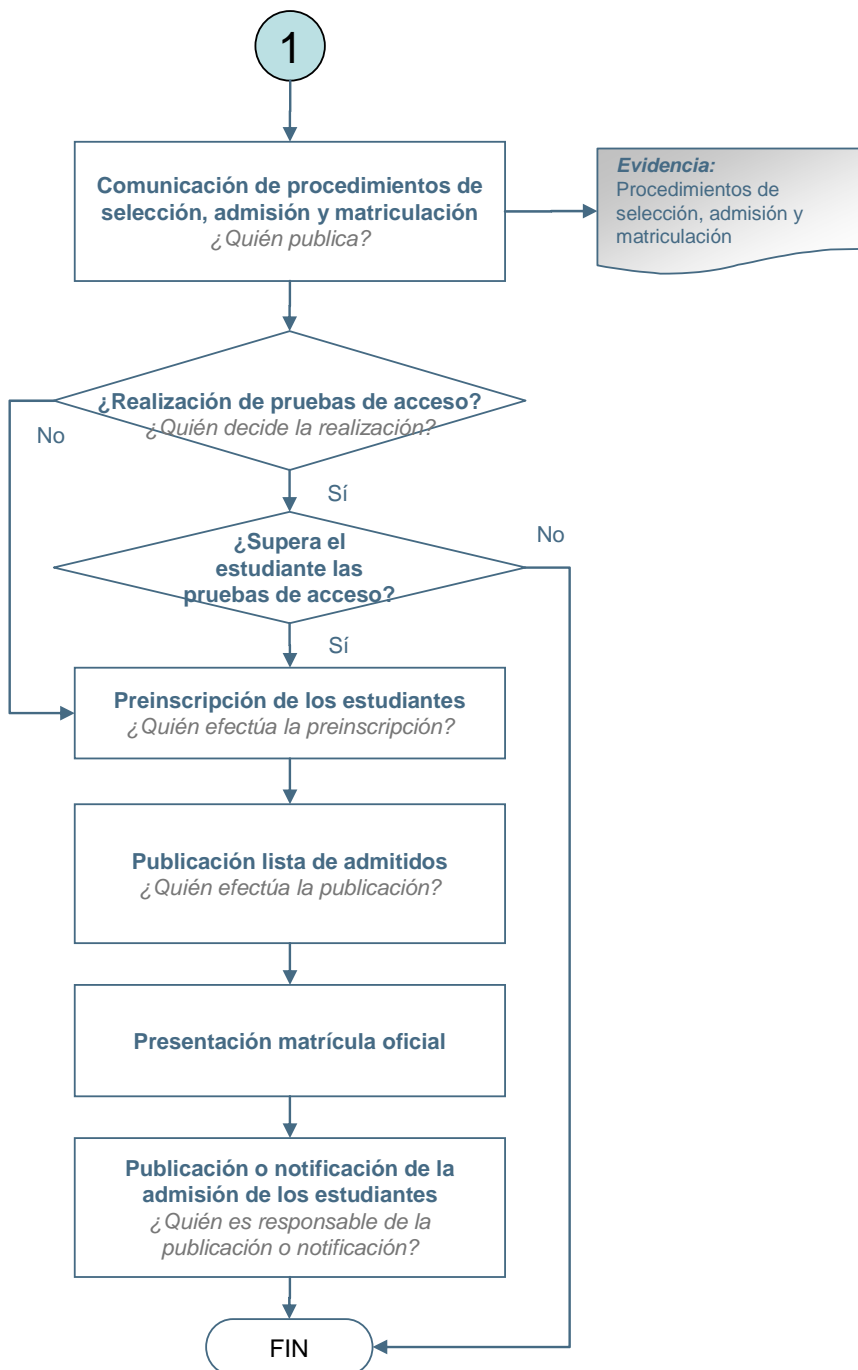 1
Comunicación de procedimientos de
selección, admisión y matriculación
¿Quién publica?
Evidencia:
Procedimientos de
selección, admisión y
matriculación
¿Realización de pruebas de acceso?
¿Quién decide la realización?
No
Sí
¿Supera el
estudiante las
pruebas de acceso?
No
Sí
Preinscripción de los estudiantes
¿Quién efectúa la preinscripción?
Publicación lista de admitidos
¿Quién efectúa la publicación?
Presentación matrícula oficial
Publicación o notificación de la
admisión de los estudiantes
¿Quién es responsable de la
publicación o notificación?
FIN